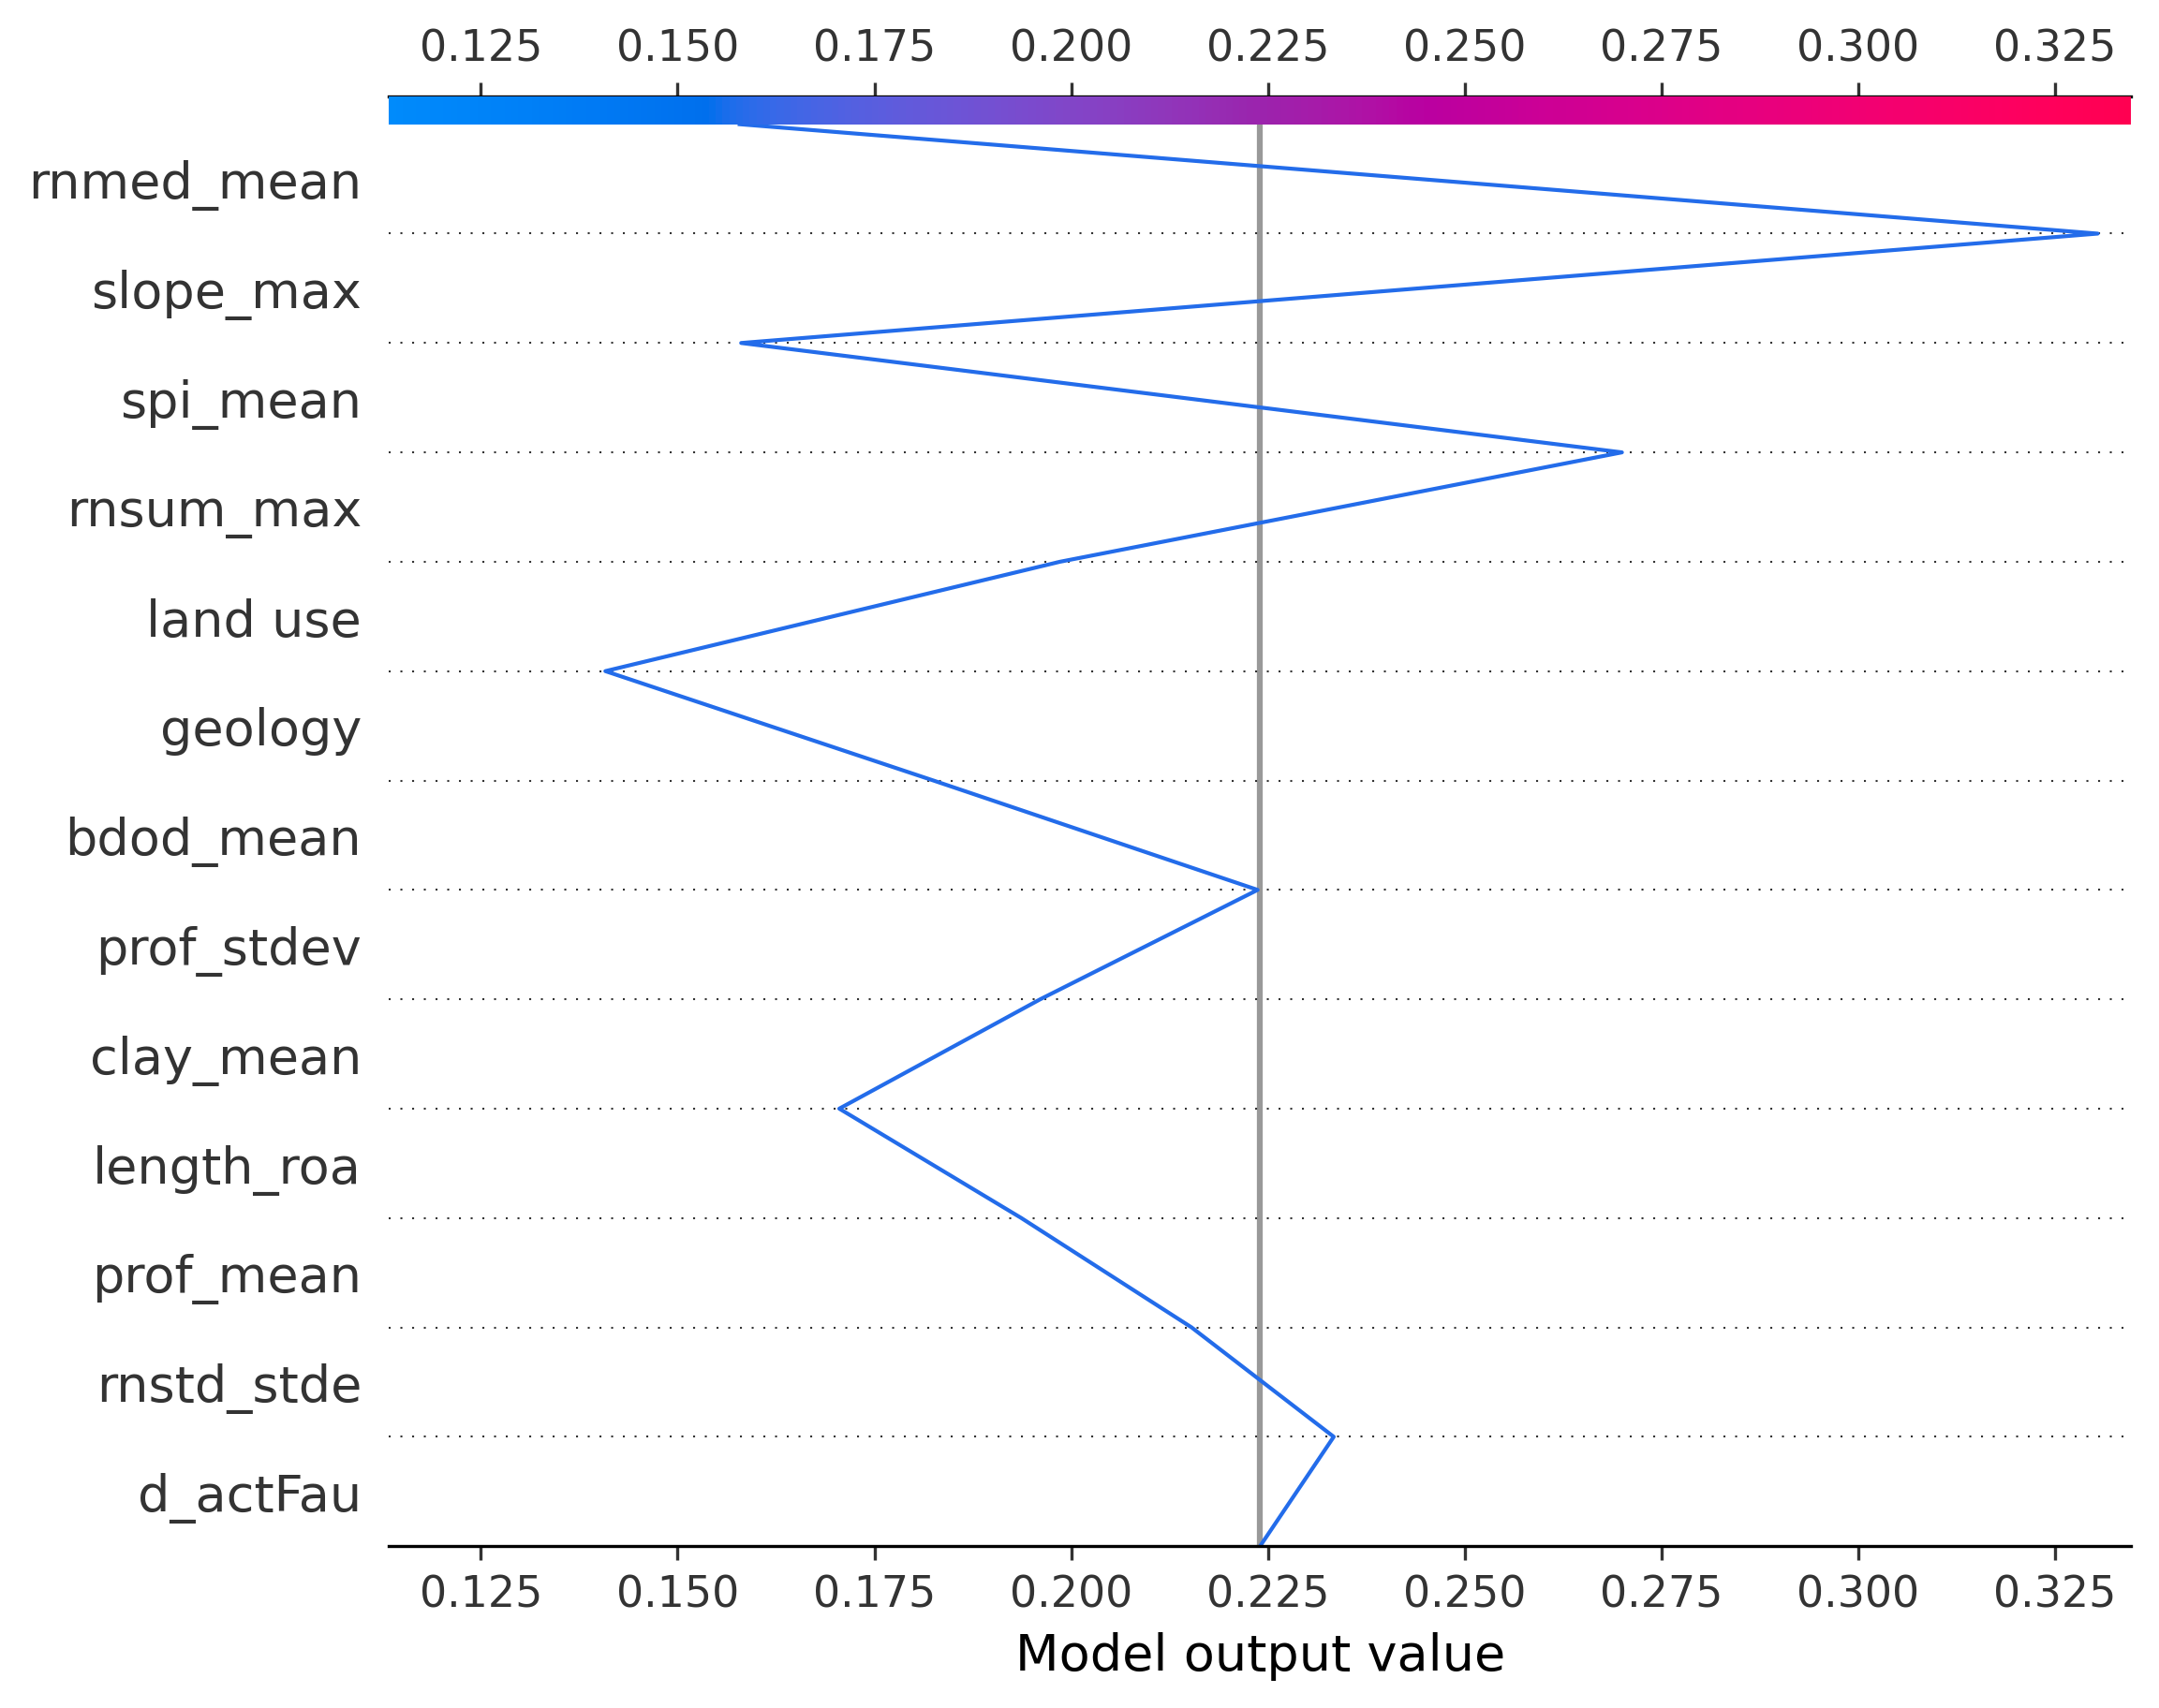 0.125 0.150 0.175 0.200 0.225 0.250 0.275 0.300 0.325
rnmed_mean
slope_max
spi_mean
rnsum_max
land use
geology
bdod_mean
prof_stdev
clay_mean
length_roa
prof_mean
rnstd_stde
d_actFau
0.125 0.150 0.175 0.200 0.225 0.250 0.275 0.300 0.325
Model output value